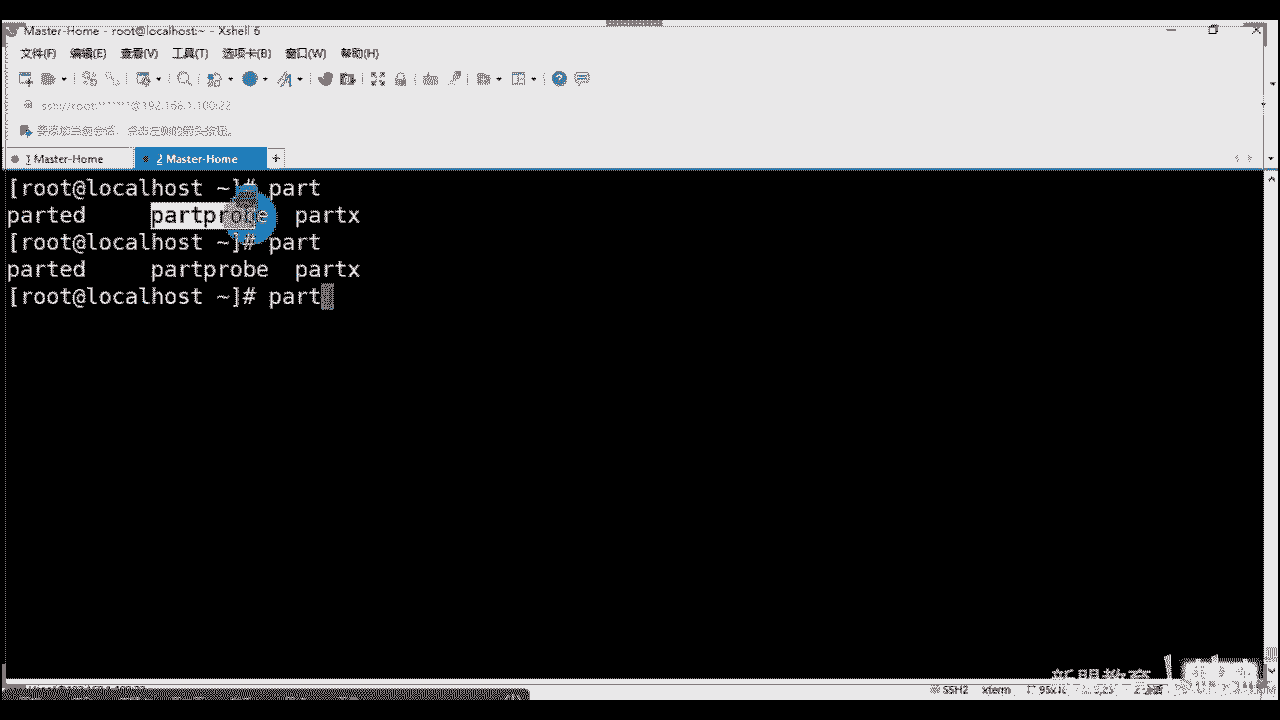 Master-Home - root@localhost:~ - Xshell 6
文件(F) 编辑(E) 查看(V) 工具(T) 选项卡(B) 窗口(W) 帮助(H)
ssh://root:******@192.168.1.100:22
要添加当前会话，点击左侧的箭头按钮。
1 Master-Home 2 Master-Home +
[root@localhost ~]# part
parted partprobe partx
[root@localhost ~]# part
parted partprobe partx
[root@localhost ~]# part
新盟教育
SSH2 xterm